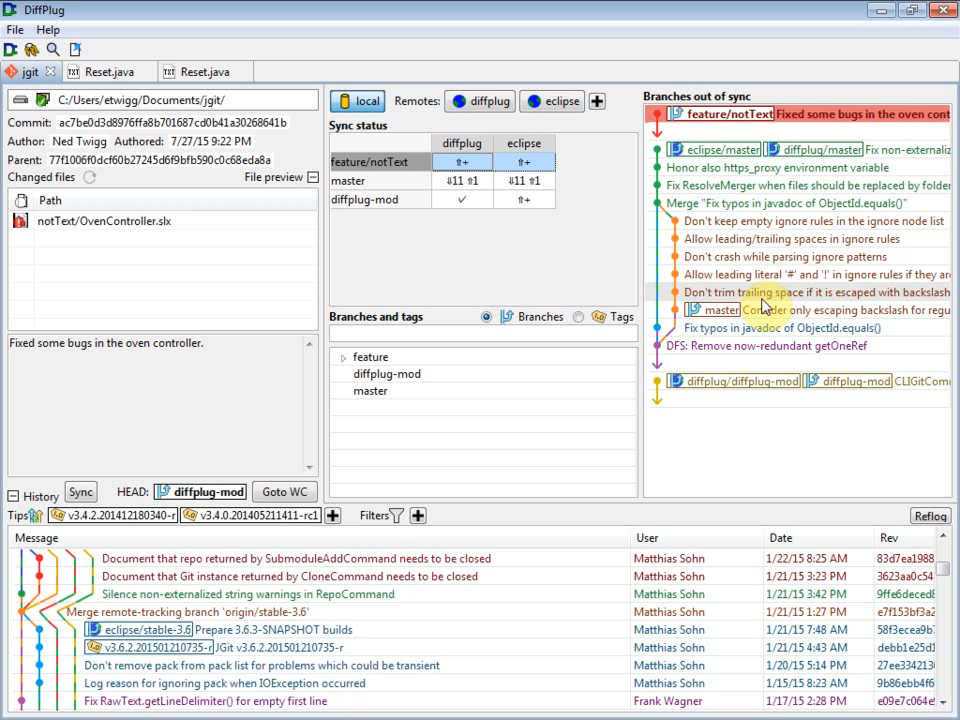 DiffPlug
File Help
jgit Reset.java Reset.java
C:/Users/etwigg/Documents/jgit/
Commit: ac7be0d3d8976ffa8b701687cd0b41a30268641b
Author: Ned Twigg Authored: 7/27/15 9:22 PM
Parent: 77f1006f0dcf60b27245d6f9bfb590c0c68eda8a
Changed files File preview
Path
notText/OvenController.slx
Fixed some bugs in the oven controller.
History Sync HEAD: diffplug-mod Goto WC
local Remotes: diffplug eclipse
Sync status
diffplug eclipse
feature/notText ⇧+ ⇧+
master ⇓11 ⇧1 ⇓11 ⇧1
diffplug-mod ✓ ⇧+
Branches and tags Branches Tags
feature
diffplug-mod
master
Branches out of sync
feature/notText Fixed some bugs in the oven cont
eclipse/master diffplug/master Fix non-externaliz
Honor also https_proxy environment variable
Fix ResolveMerger when files should be replaced by folder
Merge "Fix typos in javadoc of ObjectId.equals()"
Don't keep empty ignore rules in the ignore node list
Allow leading/trailing spaces in ignore rules
Don't crash while parsing ignore patterns
Allow leading literal '#' and '!' in ignore rules if they are
Don't trim trailing space if it is escaped with backslash
master Consider only escaping backslash for regu
Fix typos in javadoc of ObjectId.equals()
DFS: Remove now-redundant getOneRef
diffplug/diffplug-mod diffplug-mod CLIGitCom
Tips v3.4.2.201412180340-r v3.4.0.201405211411-rc1 Filters Reflog
Message User Date Rev
Document that repo returned by SubmoduleAddCommand needs to be closed Matthias Sohn 1/22/15 8:25 AM 83d7ea1988
Document that Git instance returned by CloneCommand needs to be closed Matthias Sohn 1/21/15 3:23 PM 3623aa0c54
Silence non-externalized string warnings in RepoCommand Matthias Sohn 1/21/15 3:42 PM 9ffe6deced
Merge remote-tracking branch 'origin/stable-3.6' Matthias Sohn 1/21/15 1:27 PM e7f153bf3a
eclipse/stable-3.6 Prepare 3.6.3-SNAPSHOT builds Matthias Sohn 1/21/15 7:48 AM 58f3ecea9b
v3.6.2.201501210735-r JGit v3.6.2.201501210735-r Matthias Sohn 1/21/15 4:43 AM debb1e25d1
Don't remove pack from pack list for problems which could be transient Matthias Sohn 1/20/15 5:14 PM 27ee334213
Log reason for ignoring pack when IOException occurred Matthias Sohn 1/15/15 8:23 AM 9b86ebb4f6
Fix RawText.getLineDelimiter() for empty first line Frank Wagner 1/17/15 2:28 PM e09e7c064e